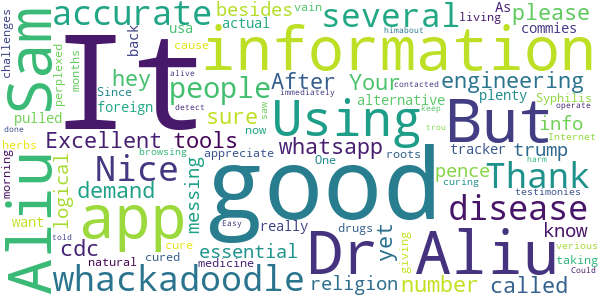 Sam
accurate
besides
several
please
usa
actual
vain
As
living
commies
himabout
back
challenges
It
information
perplexed
months
hey
people
After
Your
engineering
cause
Since
foreign
sure
alternative
plenty
Syphilis
operate
alive
contacted
immediately
pulled
Using
But
info
detect
saw
now
keep
trou
Internet
herbs
done
Excellent tools
whatsapp
tracker
trump
browsing
appreciate
One
roots
harm
Aliu
morning
logical
Nice
good
Thank
pence
curing
testimonies
want
demand
messing
really
Easy
drugs
yet
disease
app
Dr Aliu
told
cdc
cure
essential
giving
know
verious
cured
medicine
natural
whackadoodle
religion
number
called
taking
Could